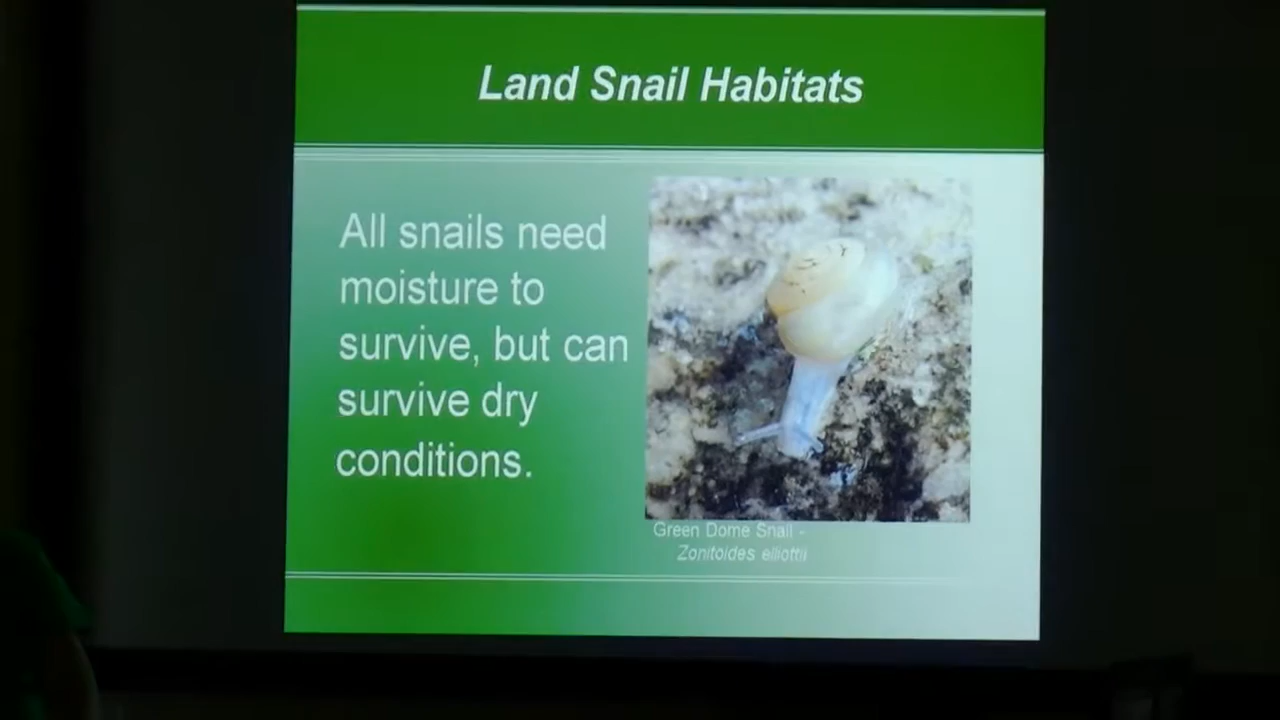 Land Snail Habitats
All snails need
moisture to
survive, but can
survive dry
conditions.
Green Dome Snail -
Zonitoides elliottii